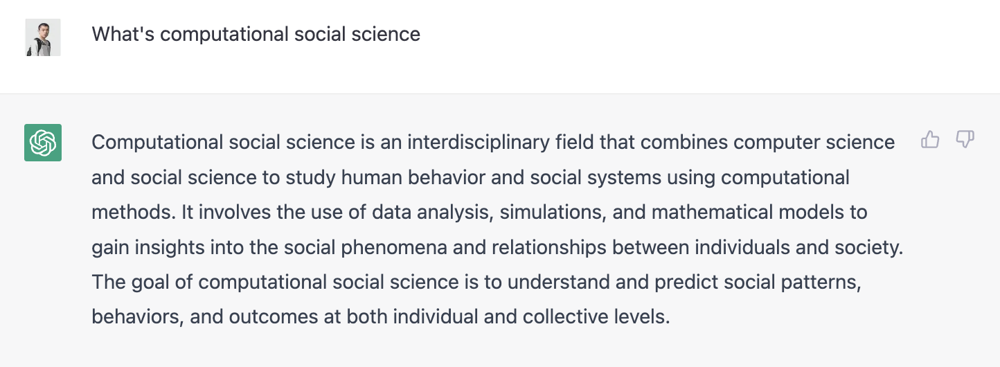 What's computational social science
Computational social science is an interdisciplinary field that combines computer science
and social science to study human behavior and social systems using computational
methods. It involves the use of data analysis, simulations, and mathematical models to
gain insights into the social phenomena and relationships between individuals and society.
The goal of computational social science is to understand and predict social patterns,
behaviors, and outcomes at both individual and collective levels.